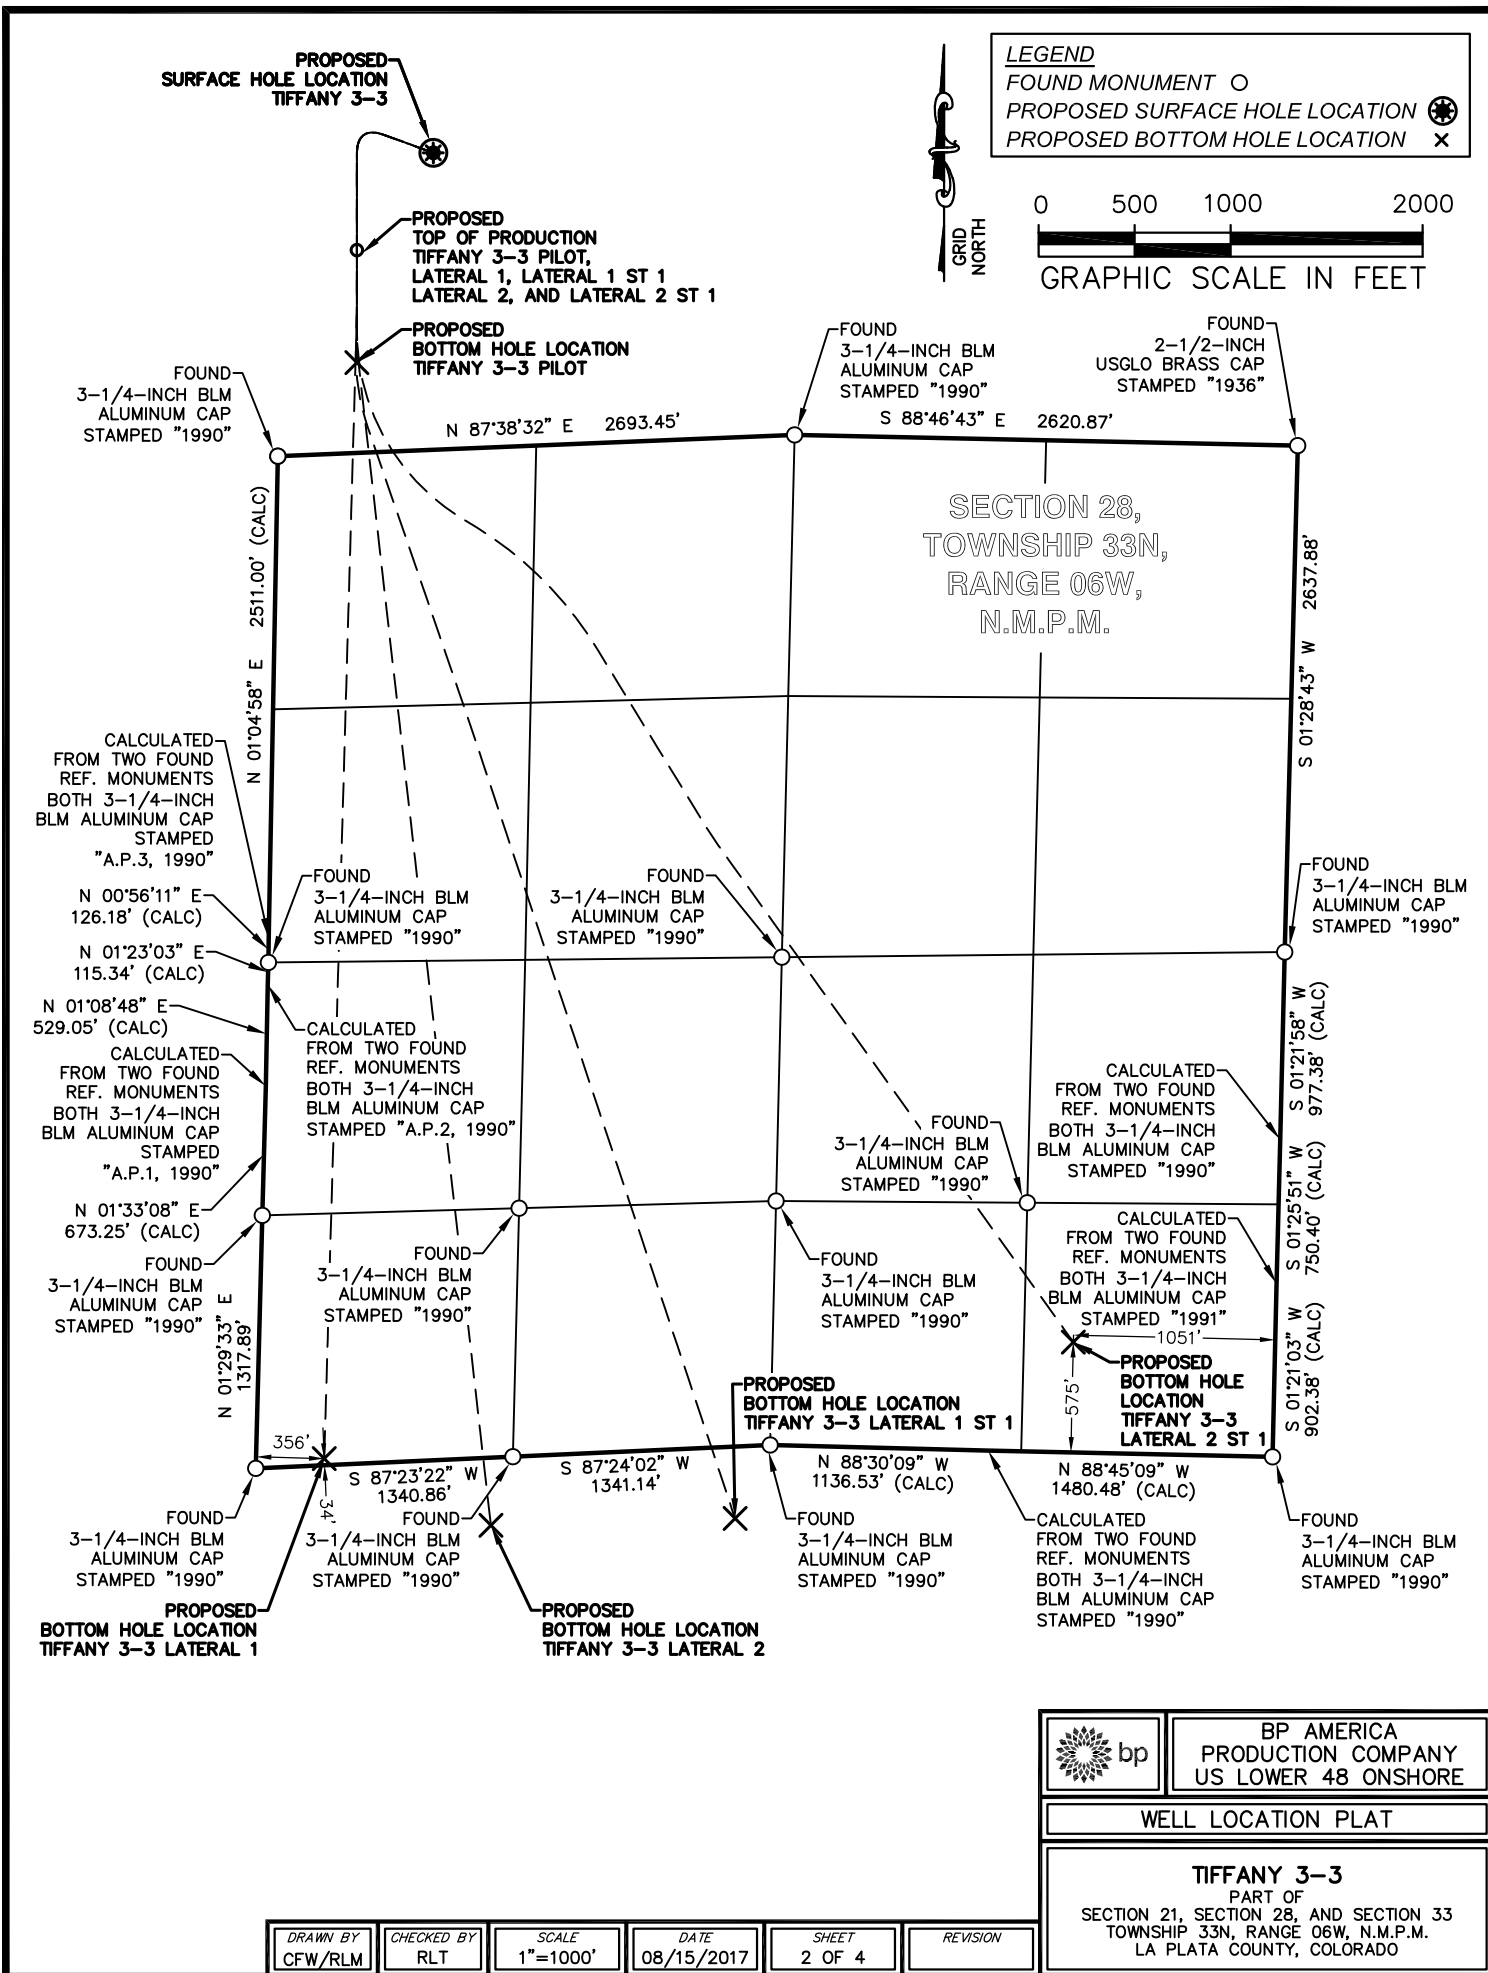 PROPOSED
SURFACE HOLE LOCATION
TIFFANY 3-3
LEGEND
FOUND MONUMENT
PROPOSED SURFACE HOLE LOCATION
PROPOSED BOTTOM HOLE LOCATION
GRID
NORTH
0 500 1000 2000
GRAPHIC SCALE IN FEET
PROPOSED
TOP OF PRODUCTION
TIFFANY 3-3 PILOT,
LATERAL 1, LATERAL 1 ST 1
LATERAL 2, AND LATERAL 2 ST 1
PROPOSED
BOTTOM HOLE LOCATION
TIFFANY 3-3 PILOT
FOUND
3-1/4-INCH BLM
ALUMINUM CAP
STAMPED "1990"
FOUND
3-1/4-INCH BLM
ALUMINUM CAP
STAMPED "1990"
FOUND
2-1/2-INCH
USGLO BRASS CAP
STAMPED "1936"
N 87°38'32" E 2693.45'
S 88°46'43" E 2620.87'
SECTION 28,
TOWNSHIP 33N,
RANGE 06W,
N.M.P.M.
N 01°04'58" E 2511.00' (CALC)
S 01°28'43" W 2637.88'
CALCULATED
FROM TWO FOUND
REF. MONUMENTS
BOTH 3-1/4-INCH
BLM ALUMINUM CAP
STAMPED
"A.P.3, 1990"
N 00°56'11" E
126.18' (CALC)
N 01°23'03" E
115.34' (CALC)
N 01°08'48" E
529.05' (CALC)
CALCULATED
FROM TWO FOUND
REF. MONUMENTS
BOTH 3-1/4-INCH
BLM ALUMINUM CAP
STAMPED
"A.P.1, 1990"
N 01°33'08" E
673.25' (CALC)
FOUND
3-1/4-INCH BLM
ALUMINUM CAP
STAMPED "1990"
FOUND
3-1/4-INCH BLM
ALUMINUM CAP
STAMPED "1990"
FOUND
3-1/4-INCH BLM
ALUMINUM CAP
STAMPED "1990"
FOUND
3-1/4-INCH BLM
ALUMINUM CAP
STAMPED "1990"
CALCULATED
FROM TWO FOUND
REF. MONUMENTS
BOTH 3-1/4-INCH
BLM ALUMINUM CAP
STAMPED "A.P.2, 1990"
FOUND
3-1/4-INCH BLM
ALUMINUM CAP
STAMPED "1990"
CALCULATED
FROM TWO FOUND
REF. MONUMENTS
BOTH 3-1/4-INCH
BLM ALUMINUM CAP
STAMPED "1990"
S 01°21'58" W
977.38' (CALC)
S 01°25'51" W
750.40' (CALC)
S 01°21'03" W
902.38' (CALC)
CALCULATED
FROM TWO FOUND
REF. MONUMENTS
BOTH 3-1/4-INCH
BLM ALUMINUM CAP
STAMPED "1991"
FOUND
3-1/4-INCH BLM
ALUMINUM CAP
STAMPED "1990"
FOUND
3-1/4-INCH BLM
ALUMINUM CAP
STAMPED "1990"
N 01°29'33" E
1317.89'
1051'
575'
PROPOSED
BOTTOM HOLE
LOCATION
TIFFANY 3-3
LATERAL 2 ST 1
PROPOSED
BOTTOM HOLE LOCATION
TIFFANY 3-3 LATERAL 1 ST 1
356'
34'
S 87°23'22" W
1340.86'
S 87°24'02" W
1341.14'
N 88°30'09" W
1136.53' (CALC)
N 88°45'09" W
1480.48' (CALC)
FOUND
3-1/4-INCH BLM
ALUMINUM CAP
STAMPED "1990"
FOUND
3-1/4-INCH BLM
ALUMINUM CAP
STAMPED "1990"
FOUND
3-1/4-INCH BLM
ALUMINUM CAP
STAMPED "1990"
CALCULATED
FROM TWO FOUND
REF. MONUMENTS
BOTH 3-1/4-INCH
BLM ALUMINUM CAP
STAMPED "1990"
FOUND
3-1/4-INCH BLM
ALUMINUM CAP
STAMPED "1990"
PROPOSED
BOTTOM HOLE LOCATION
TIFFANY 3-3 LATERAL 1
PROPOSED
BOTTOM HOLE LOCATION
TIFFANY 3-3 LATERAL 2
bp
BP AMERICA
PRODUCTION COMPANY
US LOWER 48 ONSHORE
WELL LOCATION PLAT
TIFFANY 3-3
PART OF
SECTION 21, SECTION 28, AND SECTION 33
TOWNSHIP 33N, RANGE 06W, N.M.P.M.
LA PLATA COUNTY, COLORADO
DRAWN BY
CFW/RLM
CHECKED BY
RLT
SCALE
1"=1000'
DATE
08/15/2017
SHEET
2 OF 4
REVISION